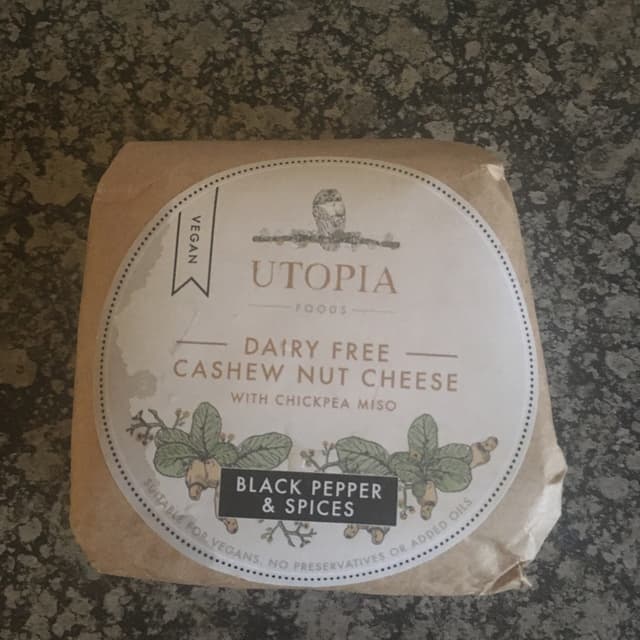 VEGAN
UTOPIA
FOODS
DAIRY FREE
CASHEW NUT CHEESE
WITH CHICKPEA MISO
BLACK PEPPER
& SPICES
SUITABLE FOR VEGANS, NO PRESERVATIVES OR ADDED OILS